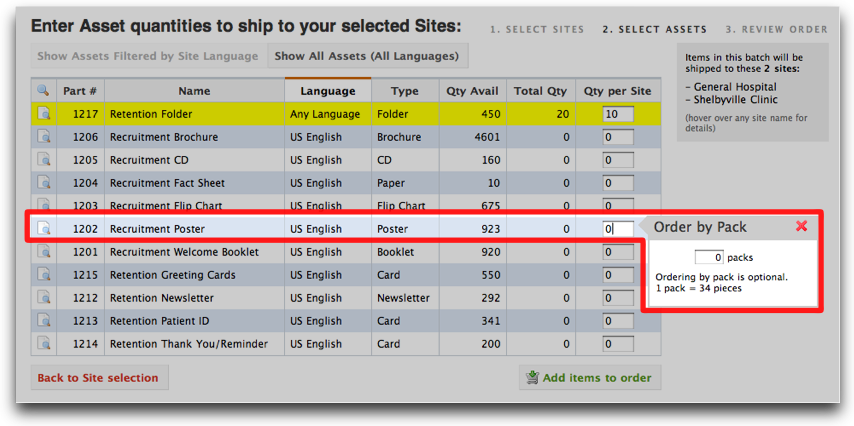 Enter Asset quantities to ship to your selected Sites:
1. SELECT SITES 2. SELECT ASSETS 3. REVIEW ORDER
Show Assets Filtered by Site Language Show All Assets (All Languages)
Items in this batch will be
shipped to these 2 sites:
– General Hospital
– Shelbyville Clinic
(hover over any site name for
details)
Part # Name Language Type Qty Avail Total Qty Qty per Site
1217 Retention Folder Any Language Folder 450 20 10
1206 Recruitment Brochure US English Brochure 4601 0 0
1205 Recruitment CD US English CD 160 0 0
1204 Recruitment Fact Sheet US English Paper 10 0 0
1203 Recruitment Flip Chart US English Flip Chart 675 0 0
1202 Recruitment Poster US English Poster 923 0 0
1201 Recruitment Welcome Booklet US English Booklet 920 0 0
1215 Retention Greeting Cards US English Card 550 0 0
1212 Retention Newsletter US English Newsletter 292 0 0
1213 Retention Patient ID US English Card 341 0 0
1214 Retention Thank You/Reminder US English Card 200 0 0
Order by Pack
0 packs
Ordering by pack is optional.
1 pack = 34 pieces
Back to Site selection Add items to order